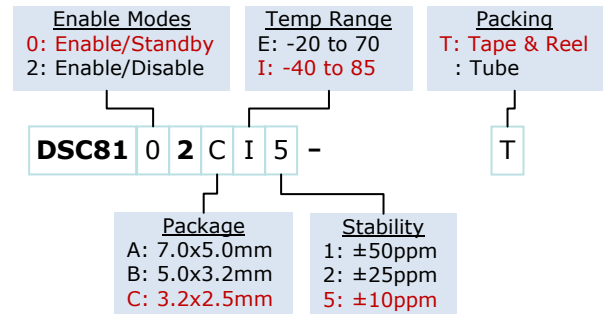 Enable Modes
0: Enable/Standby
2: Enable/Disable
Temp Range
E: -20 to 70
I: -40 to 85
Packing
T: Tape & Reel
: Tube
DSC81 0 2 C I 5 – T
Package
A: 7.0x5.0mm
B: 5.0x3.2mm
C: 3.2x2.5mm
Stability
1: ±50ppm
2: ±25ppm
5: ±10ppm